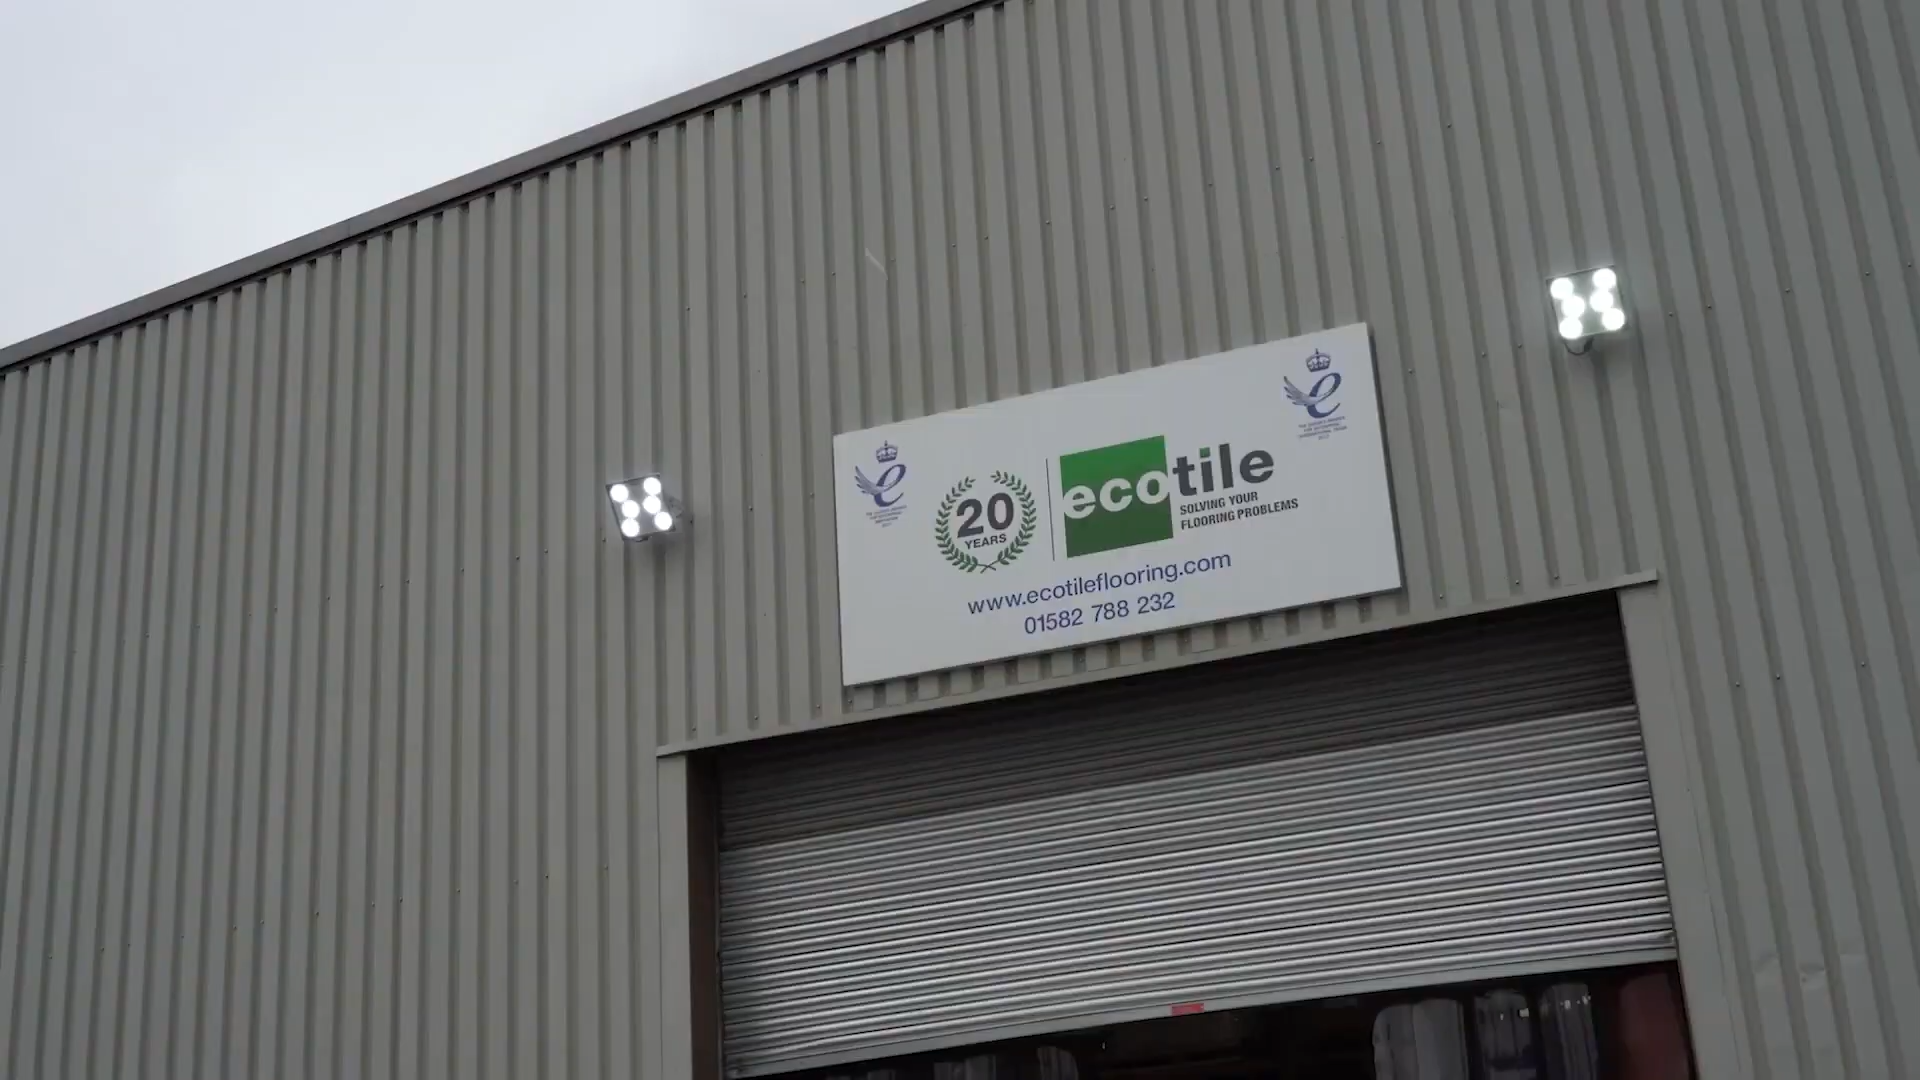 20
YEARS
ecotile
SOLVING YOUR
FLOORING PROBLEMS
www.ecotileflooring.com
01582 788 232